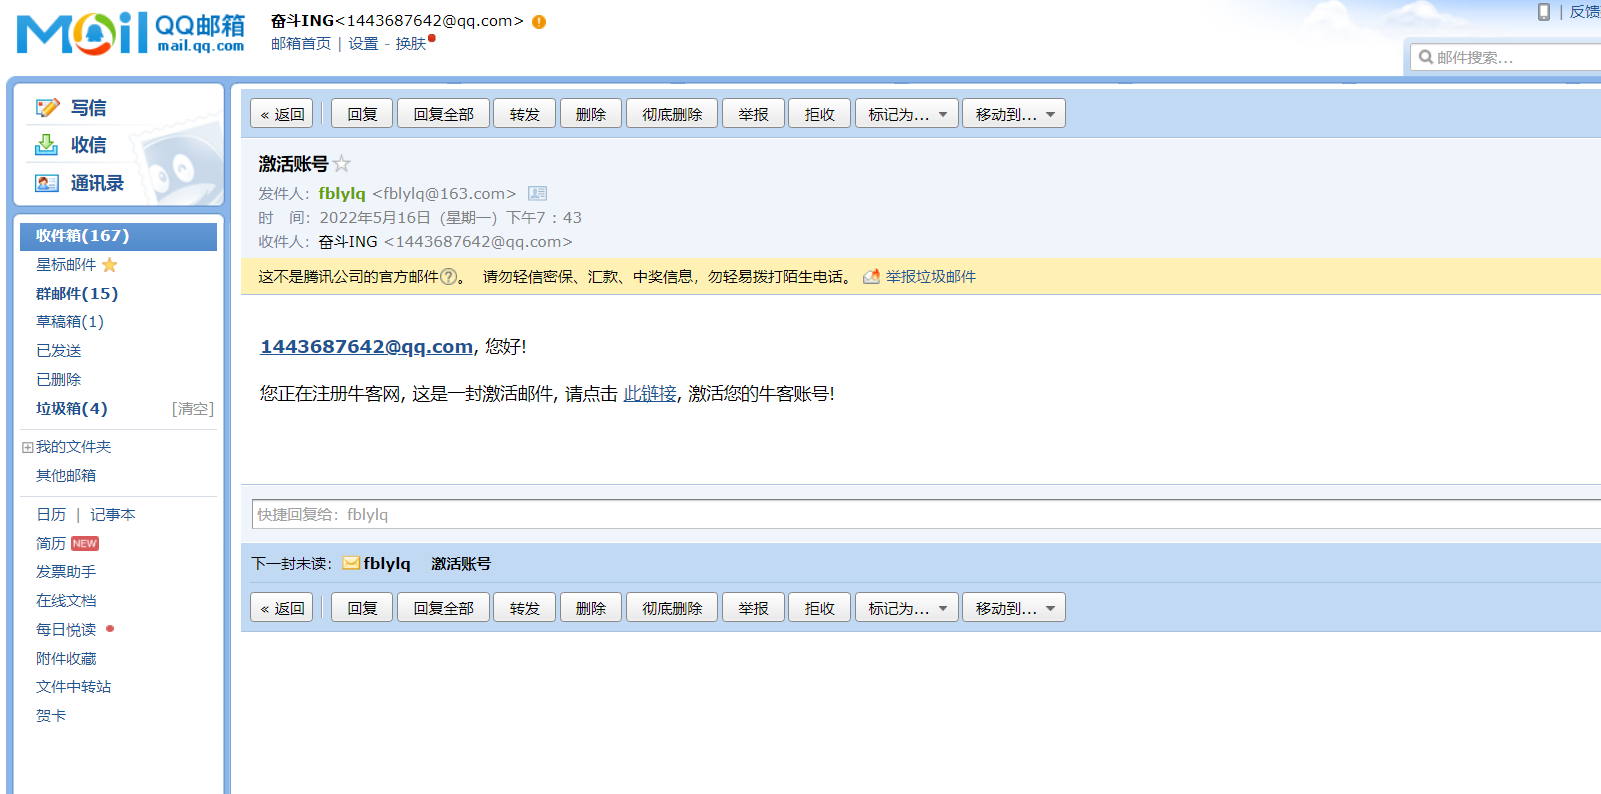 Mail QQ邮箱 mail.qq.com
奋斗ING<1443687642@qq.com>
邮箱首页 | 设置 - 换肤
| 反馈
邮件搜索...
写信
收信
通讯录
收件箱(167)
星标邮件
群邮件(15)
草稿箱(1)
已发送
已删除
垃圾箱(4) [清空]
我的文件夹
其他邮箱
日历 | 记事本
简历 NEW
发票助手
在线文档
每日悦读
附件收藏
文件中转站
贺卡
« 返回 回复 回复全部 转发 删除 彻底删除 举报 拒收 标记为... 移动到...
激活账号
发件人：fblylq <fblylq@163.com>
时 间：2022年5月16日（星期一）下午7：43
收件人：奋斗ING <1443687642@qq.com>
这不是腾讯公司的官方邮件?。 请勿轻信密保、汇款、中奖信息，勿轻易拨打陌生电话。 举报垃圾邮件
1443687642@qq.com, 您好!
您正在注册牛客网, 这是一封激活邮件, 请点击 此链接, 激活您的牛客账号!
快捷回复给：fblylq
下一封未读： fblylq 激活账号
« 返回 回复 回复全部 转发 删除 彻底删除 举报 拒收 标记为... 移动到...